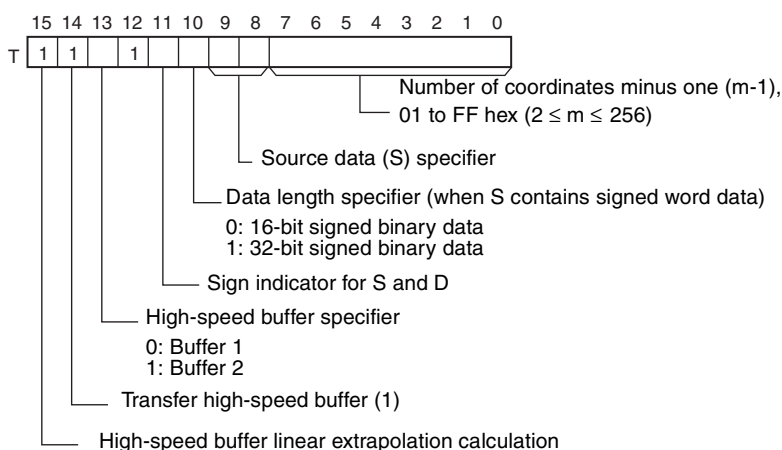 15 14 13 12 11 10 9 8 7 6 5 4 3 2 1 0
T 1 1 1
Number of coordinates minus one (m-1),
01 to FF hex (2 ≤ m ≤ 256)
Source data (S) specifier
Data length specifier (when S contains signed word data)
0: 16-bit signed binary data
1: 32-bit signed binary data
Sign indicator for S and D
High-speed buffer specifier
0: Buffer 1
1: Buffer 2
Transfer high-speed buffer (1)
High-speed buffer linear extrapolation calculation